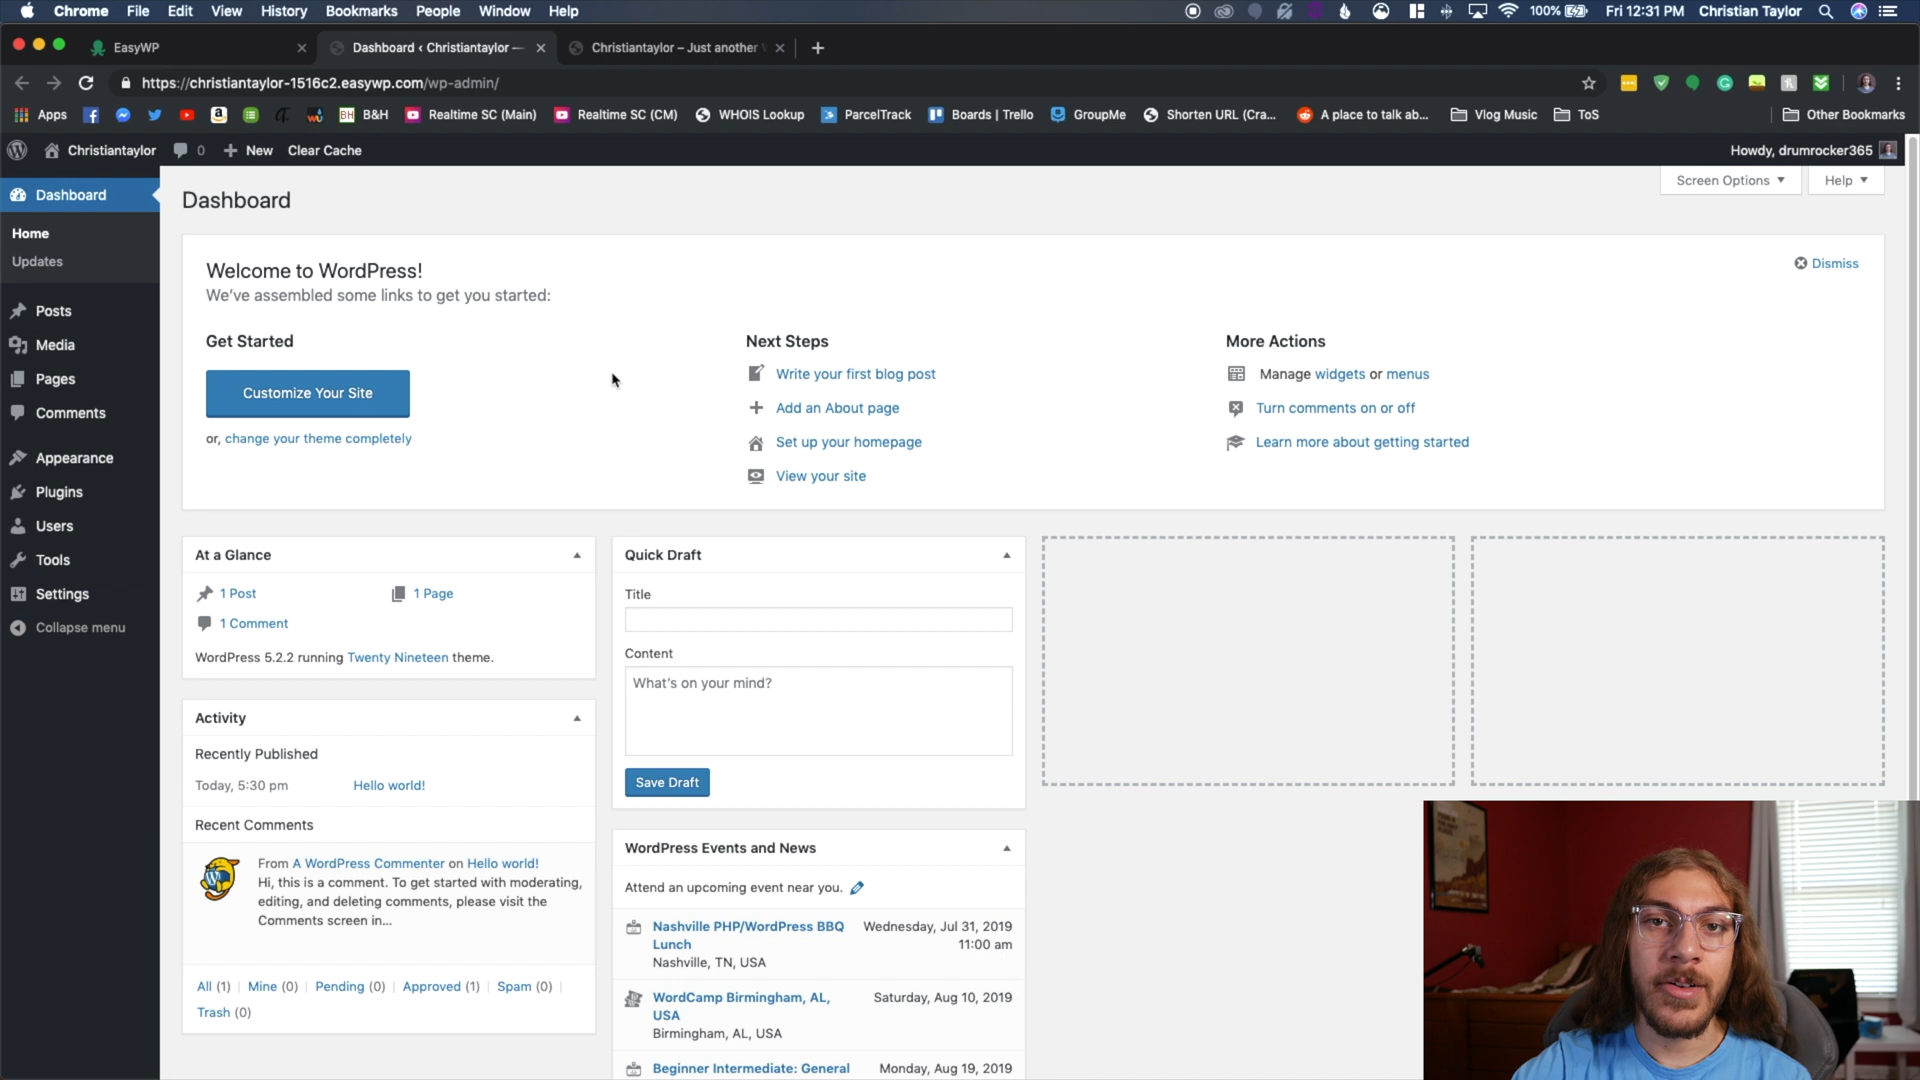 Chrome File Edit View History Bookmarks People Window Help 100% Fri 12:31 PM Christian Taylor
EasyWP Dashboard ‹ Christiantaylor — Christiantaylor – Just another
https://christiantaylor-1516c2.easywp.com/wp-admin/
Apps BH B&H Realtime SC (Main) Realtime SC (CM) WHOIS Lookup ParcelTrack Boards | Trello GroupMe Shorten URL (Cra... A place to talk ab... Vlog Music ToS Other Bookmarks
Christiantaylor 0 New Clear Cache Howdy, drumrocker365
Dashboard
Home
Updates
Posts
Media
Pages
Comments
Appearance
Plugins
Users
Tools
Settings
Collapse menu
Dashboard
Screen Options Help
Welcome to WordPress!
We've assembled some links to get you started:
Dismiss
Get Started
Customize Your Site
or, change your theme completely
Next Steps
Write your first blog post
Add an About page
Set up your homepage
View your site
More Actions
Manage widgets or menus
Turn comments on or off
Learn more about getting started
At a Glance
1 Post 1 Page
1 Comment
WordPress 5.2.2 running Twenty Nineteen theme.
Activity
Recently Published
Today, 5:30 pm Hello world!
Recent Comments
From A WordPress Commenter on Hello world!
Hi, this is a comment. To get started with moderating,
editing, and deleting comments, please visit the
Comments screen in...
All (1) | Mine (0) | Pending (0) | Approved (1) | Spam (0) |
Trash (0)
Quick Draft
Title
Content
What's on your mind?
Save Draft
WordPress Events and News
Attend an upcoming event near you.
Nashville PHP/WordPress BBQ Wednesday, Jul 31, 2019
Lunch 11:00 am
Nashville, TN, USA
WordCamp Birmingham, AL, Saturday, Aug 10, 2019
USA
Birmingham, AL, USA
Beginner Intermediate: General Monday, Aug 19, 2019